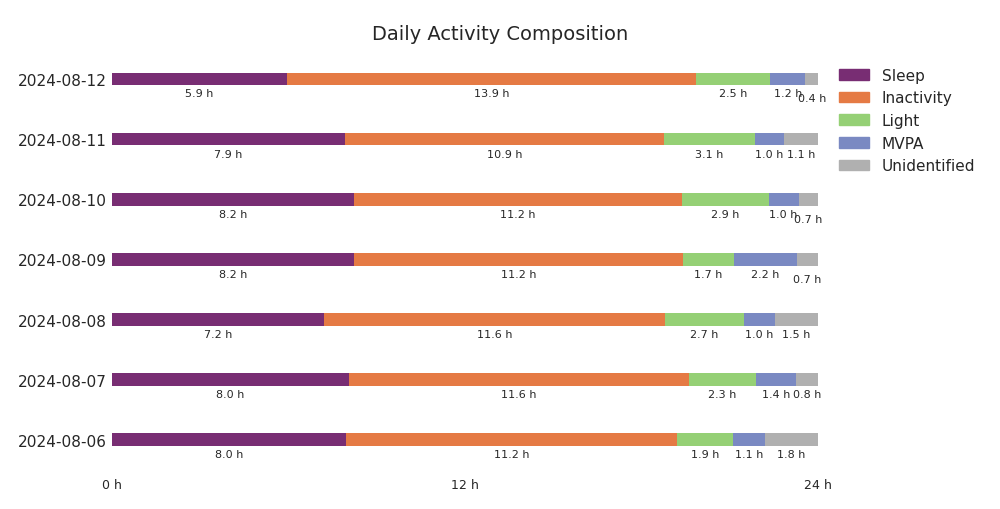 Daily Activity Composition
2024-08-12
5.9 h 13.9 h 2.5 h 1.2 h 0.4 h
2024-08-11
7.9 h 10.9 h 3.1 h 1.0 h 1.1 h
2024-08-10
8.2 h 11.2 h 2.9 h 1.0 h 0.7 h
2024-08-09
8.2 h 11.2 h 1.7 h 2.2 h 0.7 h
2024-08-08
7.2 h 11.6 h 2.7 h 1.0 h 1.5 h
2024-08-07
8.0 h 11.6 h 2.3 h 1.4 h 0.8 h
2024-08-06
8.0 h 11.2 h 1.9 h 1.1 h 1.8 h
0 h 12 h 24 h
Sleep
Inactivity
Light
MVPA
Unidentified